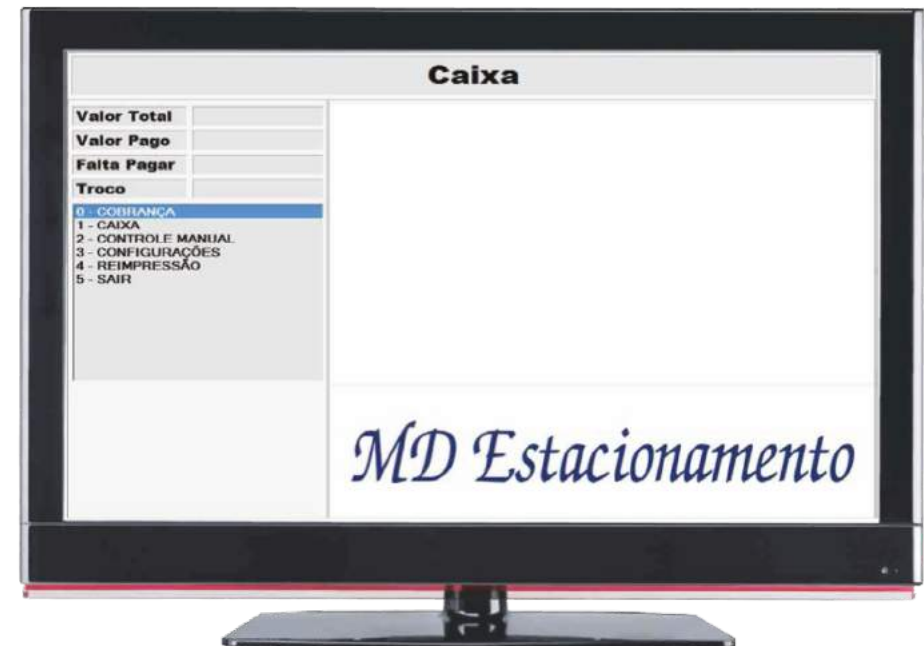 Caixa
Valor Total
Valor Pago
Falta Pagar
Troco
0 - COBRANÇA
1 - CAIXA
2 - CONTROLE MANUAL
3 - CONFIGURAÇÕES
4 - REIMPRESSÃO
5 - SAIR
MD Estacionamento